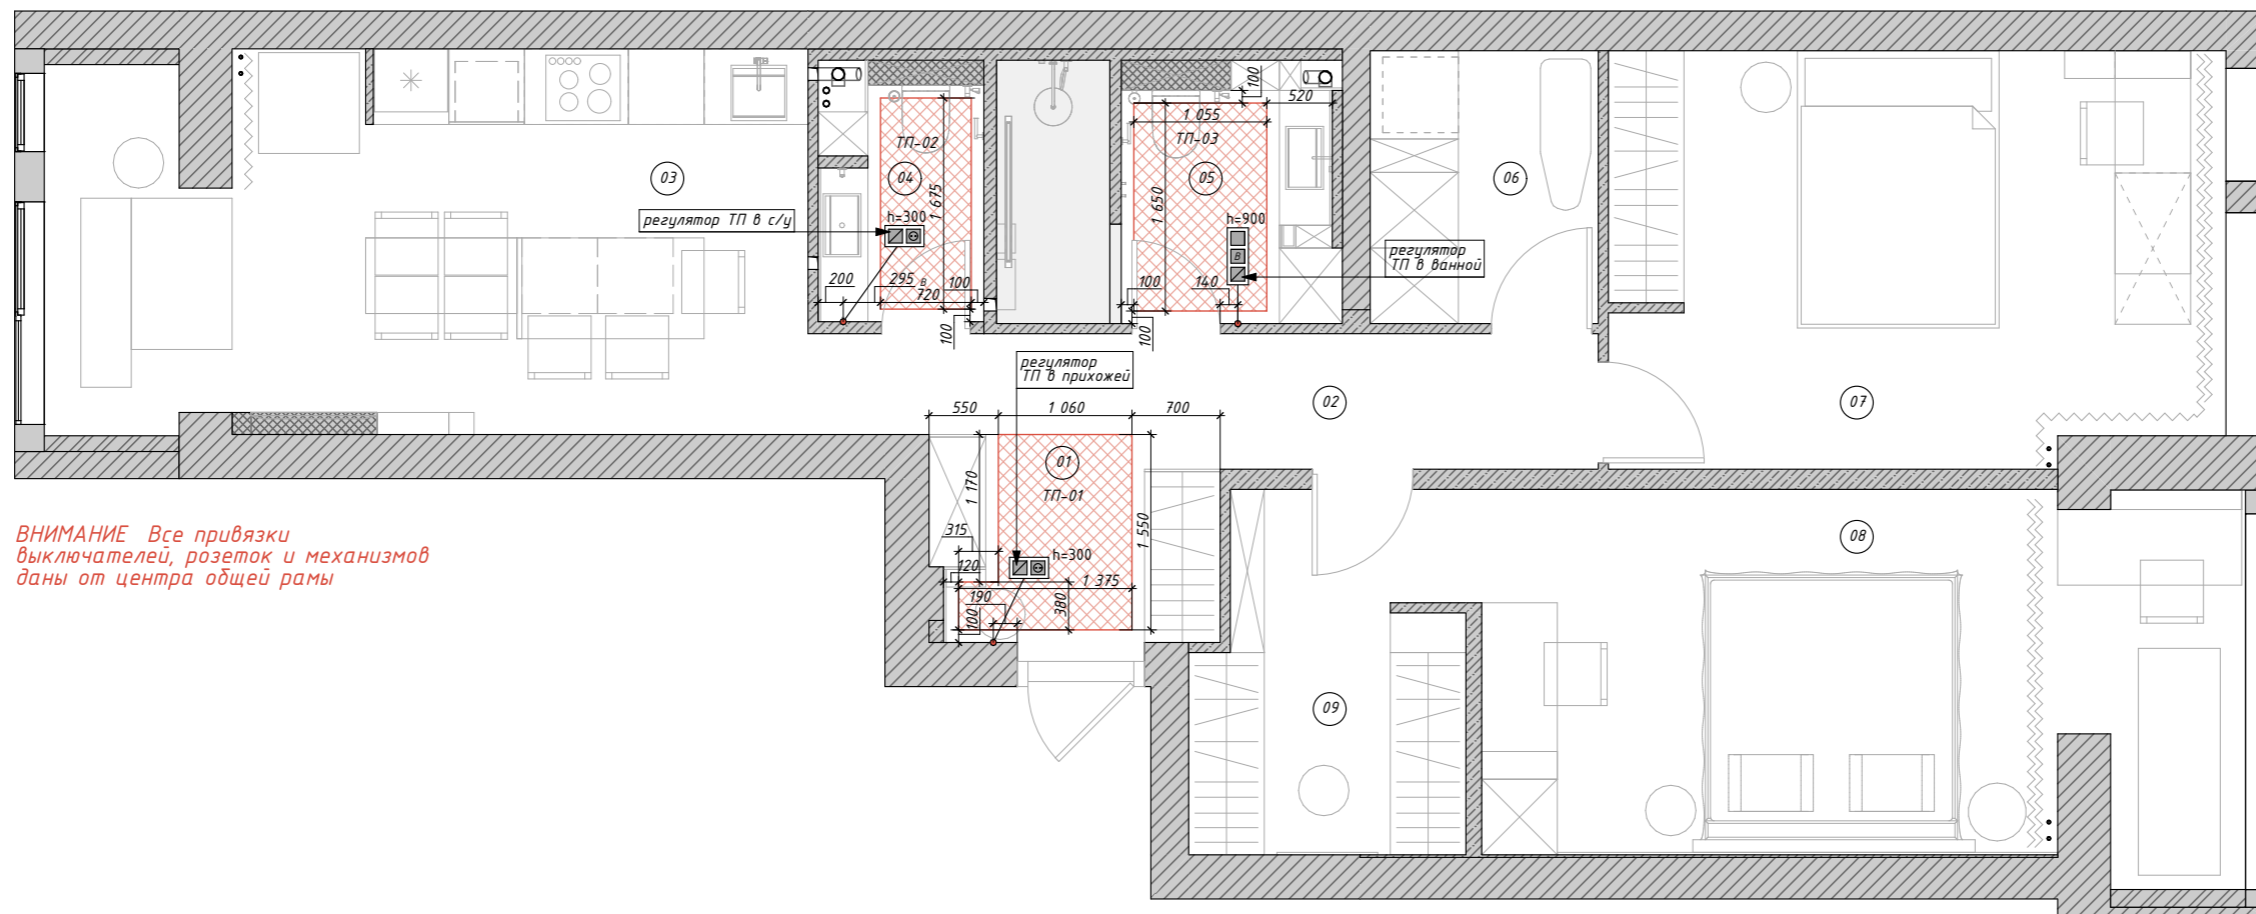 03
регулятор ТП в с/у
ТП-02
04
1 675
h=300
200
295
в
720
100
100
100
520
1 055
ТП-03
05
1 650
h=900
в
регулятор
ТП в ванной
100
140
100
06
регулятор
ТП в прихожей
550
1 060
700
02
07
01
ТП-01
1 170
1 550
315
h=300
120
1 375
190
380
100
08
09
ВНИМАНИЕ Все привязки
выключателей, розеток и механизмов
даны от центра общей рамы